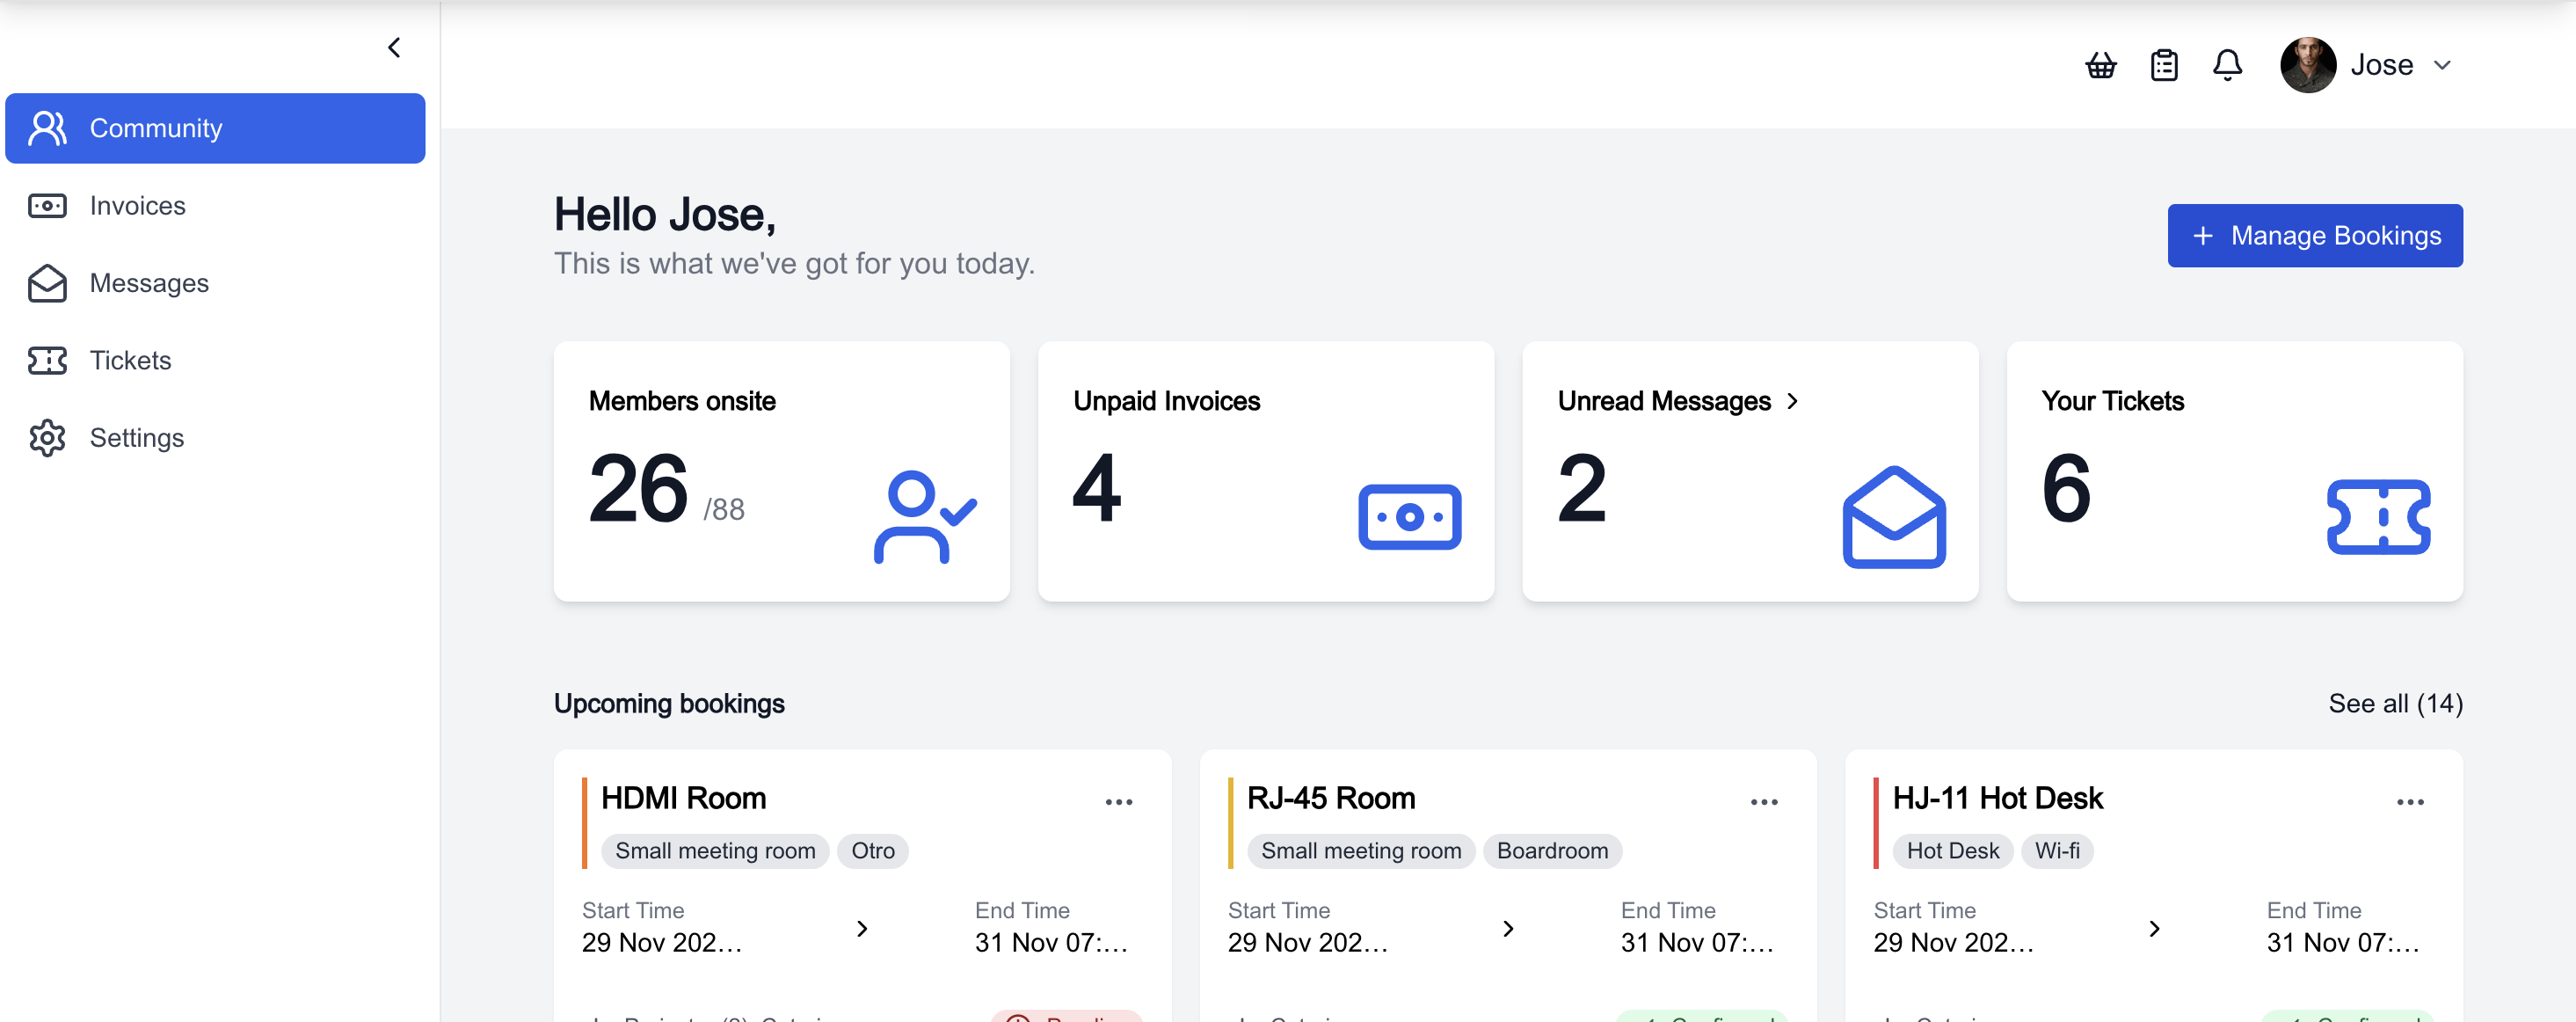 Jose
Community
Invoices
Messages
Tickets
Settings
Hello Jose,
This is what we've got for you today.
Manage Bookings
Members onsite
26 /88
Unpaid Invoices
4
Unread Messages
2
Your Tickets
6
Upcoming bookings
See all (14)
HDMI Room
Small meeting room
Otro
Start Time
29 Nov 202...
End Time
31 Nov 07:...
RJ-45 Room
Small meeting room
Boardroom
Start Time
29 Nov 202...
End Time
31 Nov 07:...
HJ-11 Hot Desk
Hot Desk
Wi-fi
Start Time
29 Nov 202...
End Time
31 Nov 07:...